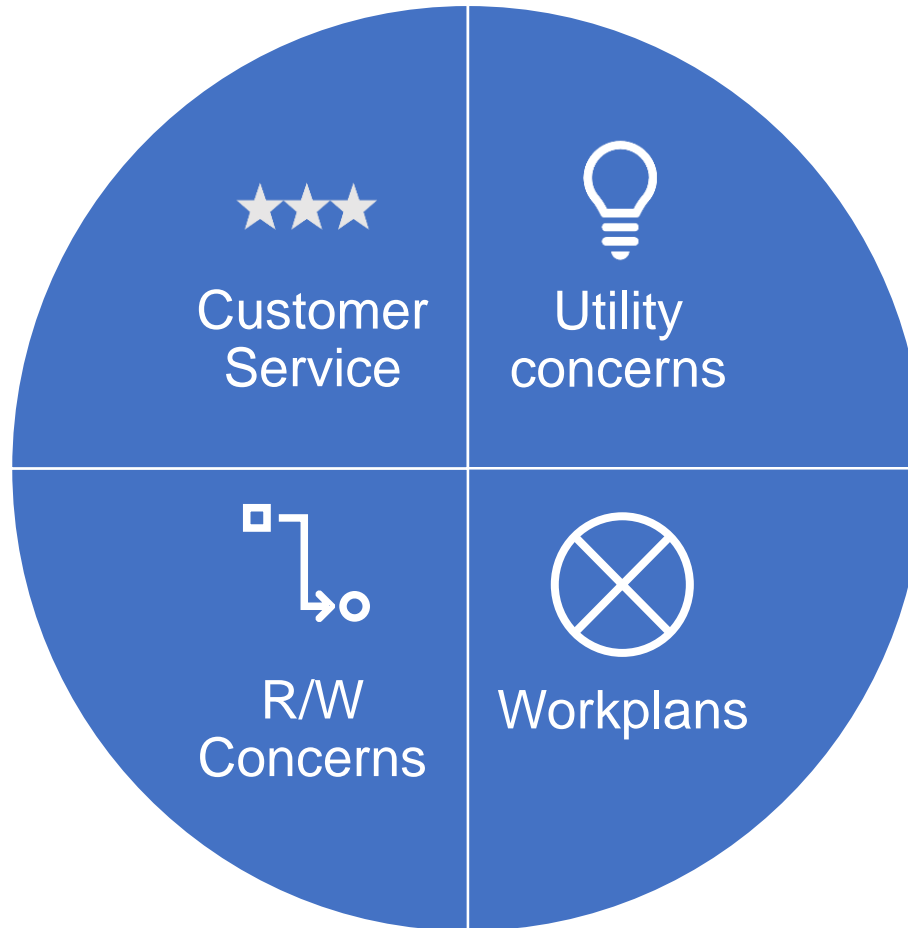 Customer
Service
Utility
concerns
R/W
Concerns
Workplans